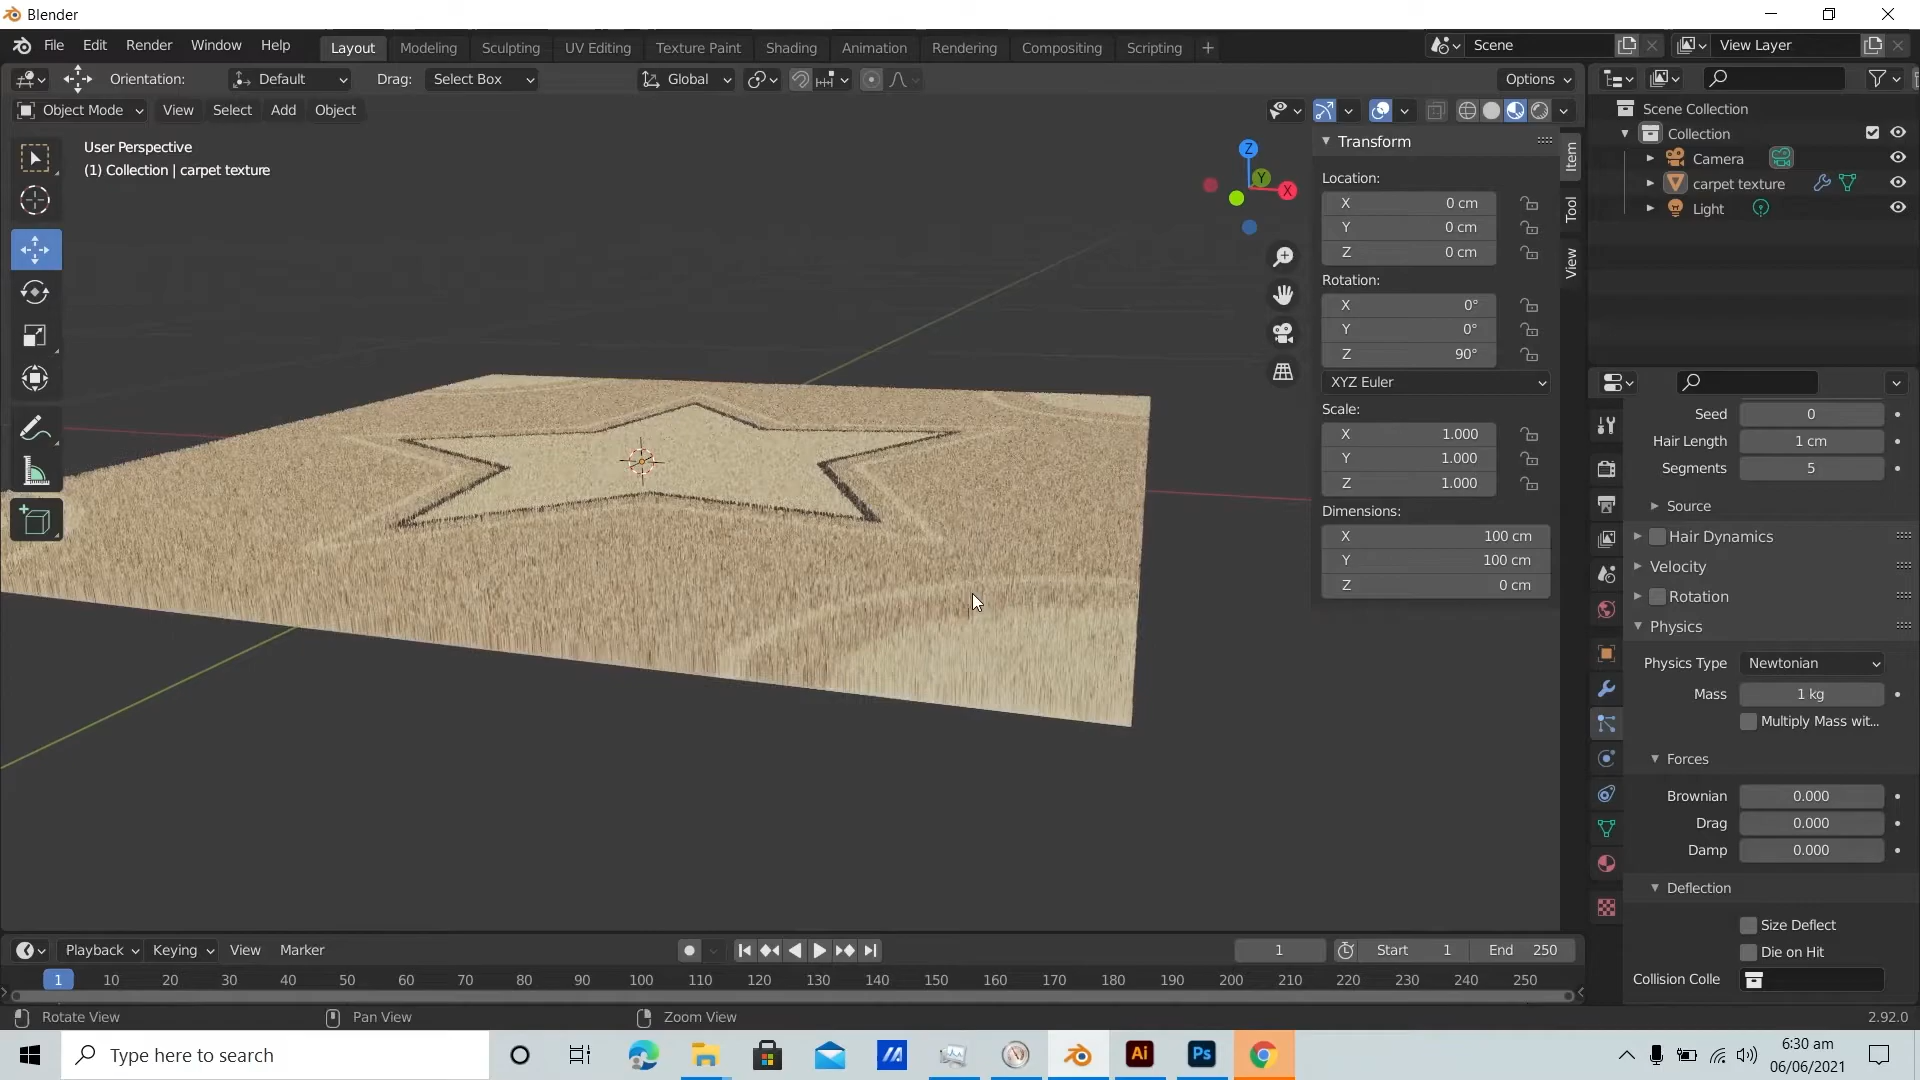 Blender
File Edit Render Window Help Layout Modeling Sculpting UV Editing Texture Paint Shading Animation Rendering Compositing Scripting + Scene View Layer
Orientation: Default Drag: Select Box Global Options
Object Mode View Select Add Object
User Perspective
(1) Collection | carpet texture
Z
Y
X
Transform
Location:
X 0 cm
Y 0 cm
Z 0 cm
Rotation:
X 0°
Y 0°
Z 90°
XYZ Euler
Scale:
X 1.000
Y 1.000
Z 1.000
Dimensions:
X 100 cm
Y 100 cm
Z 0 cm
Item
Tool
View
Scene Collection
Collection
Camera
carpet texture
Light
Seed 0
Hair Length 1 cm
Segments 5
Source
Hair Dynamics
Velocity
Rotation
Physics
Physics Type Newtonian
Mass 1 kg
Multiply Mass wit...
Forces
Brownian 0.000
Drag 0.000
Damp 0.000
Deflection
Size Deflect
Die on Hit
Collision Colle
Playback Keying View Marker 1 Start 1 End 250
1 10 20 30 40 50 60 70 80 90 100 110 120 130 140 150 160 170 180 190 200 210 220 230 240 250
Rotate View Pan View Zoom View 2.92.0
Type here to search
Ai
Ps
6:30 am
06/06/2021